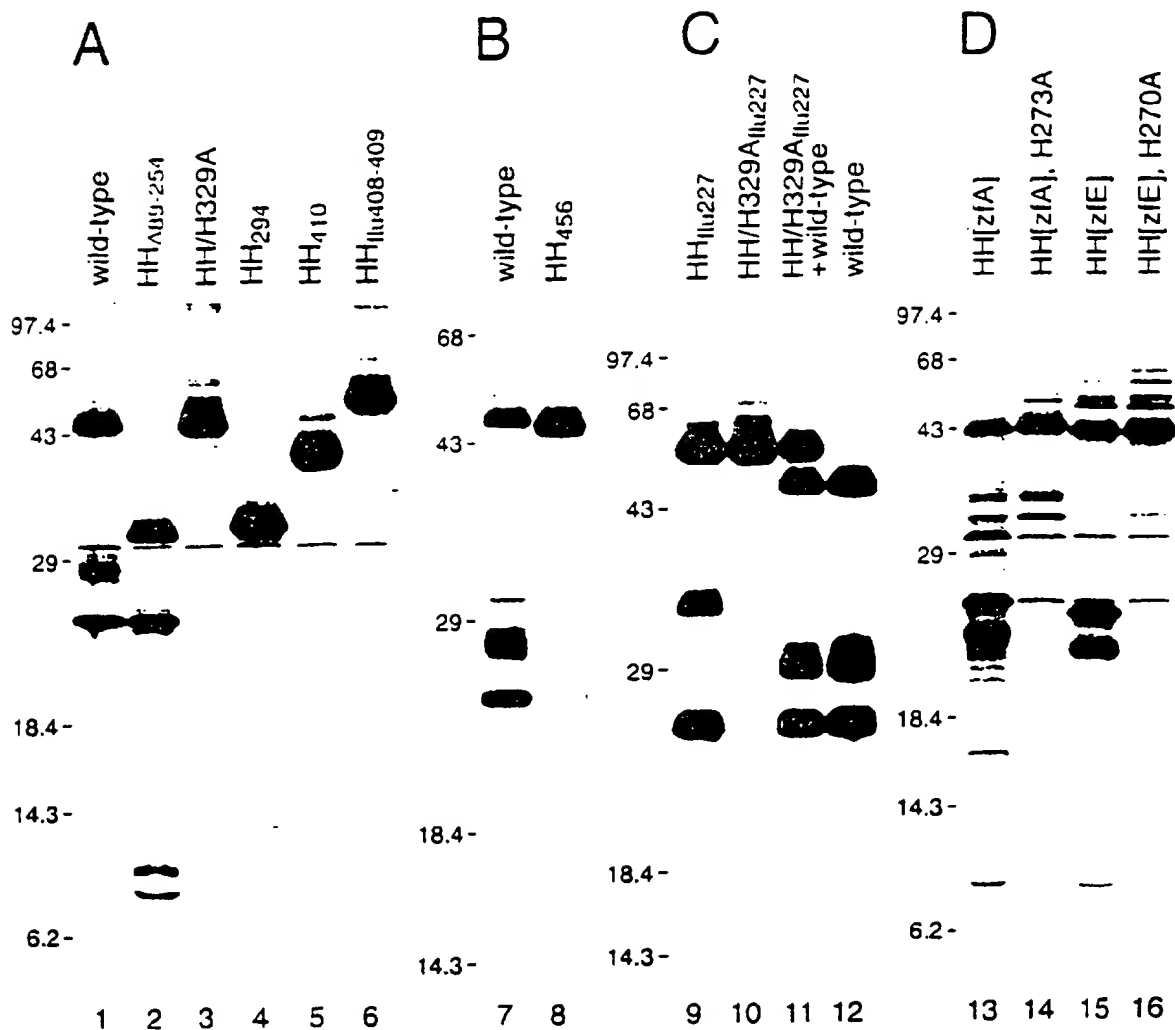 A
wild-type
HHΔ89-254
HH/H329A
HH294
HH410
HHflu408-409
97.4-
68-
43-
29-
18.4-
14.3-
6.2-
1 2 3 4 5 6
B
wild-type
HH456
68-
43-
29-
18.4-
14.3-
7 8
C
HHflu227
HH/H329Aflu227
HH/H329Aflu227
+wild-type
wild-type
97.4-
68-
43-
29-
18.4-
14.3-
9 10 11 12
D
HH[zfA]
HH[zfA], H273A
HH[zfE]
HH[zfE], H270A
97.4-
68-
43-
29-
18.4-
14.3-
6.2-
13 14 15 16